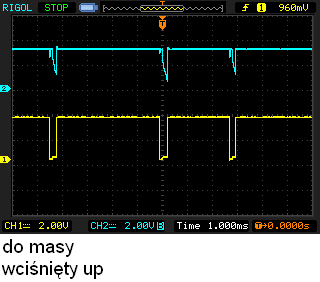 RIGOL STOP T f 1 960mV
T
2
1
CH1 2.00V CH2 2.00V B Time 1.000ms T→0.0000s
do masy
wciśnięty up